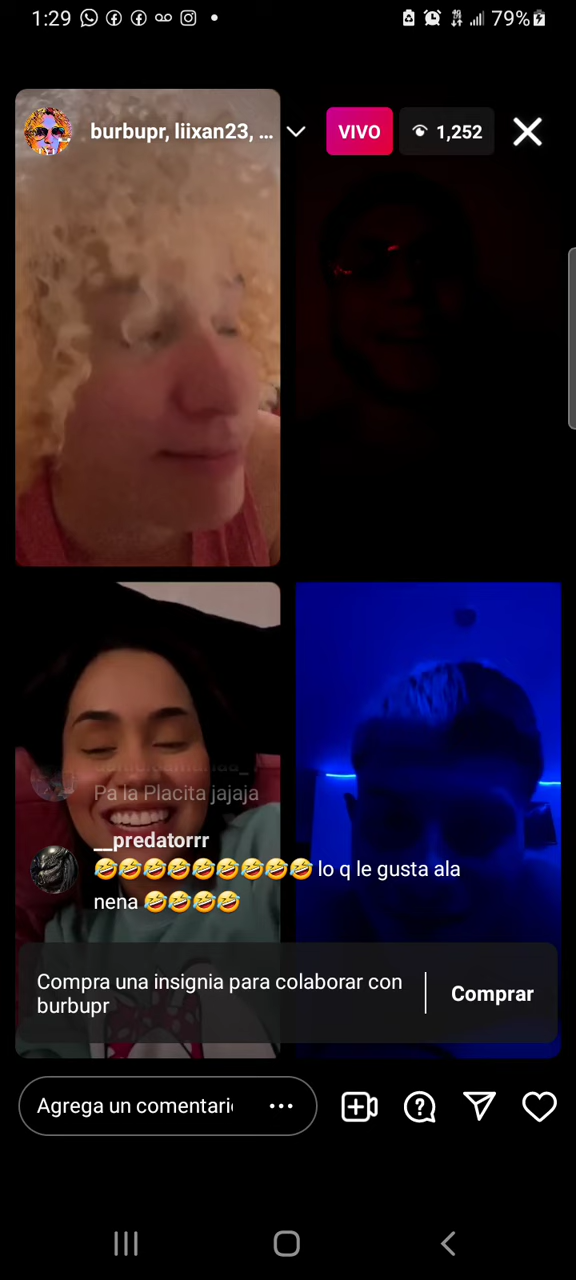 1:29
79%
burbupr, liixan23, ...
VIVO
1,252
Pa la Placita jajaja
__predatorrr
🤣🤣🤣🤣🤣🤣🤣🤣🤣 lo q le gusta ala
nena 🤣🤣🤣🤣
Compra una insignia para colaborar con
burbupr
Comprar
Agrega un comentari